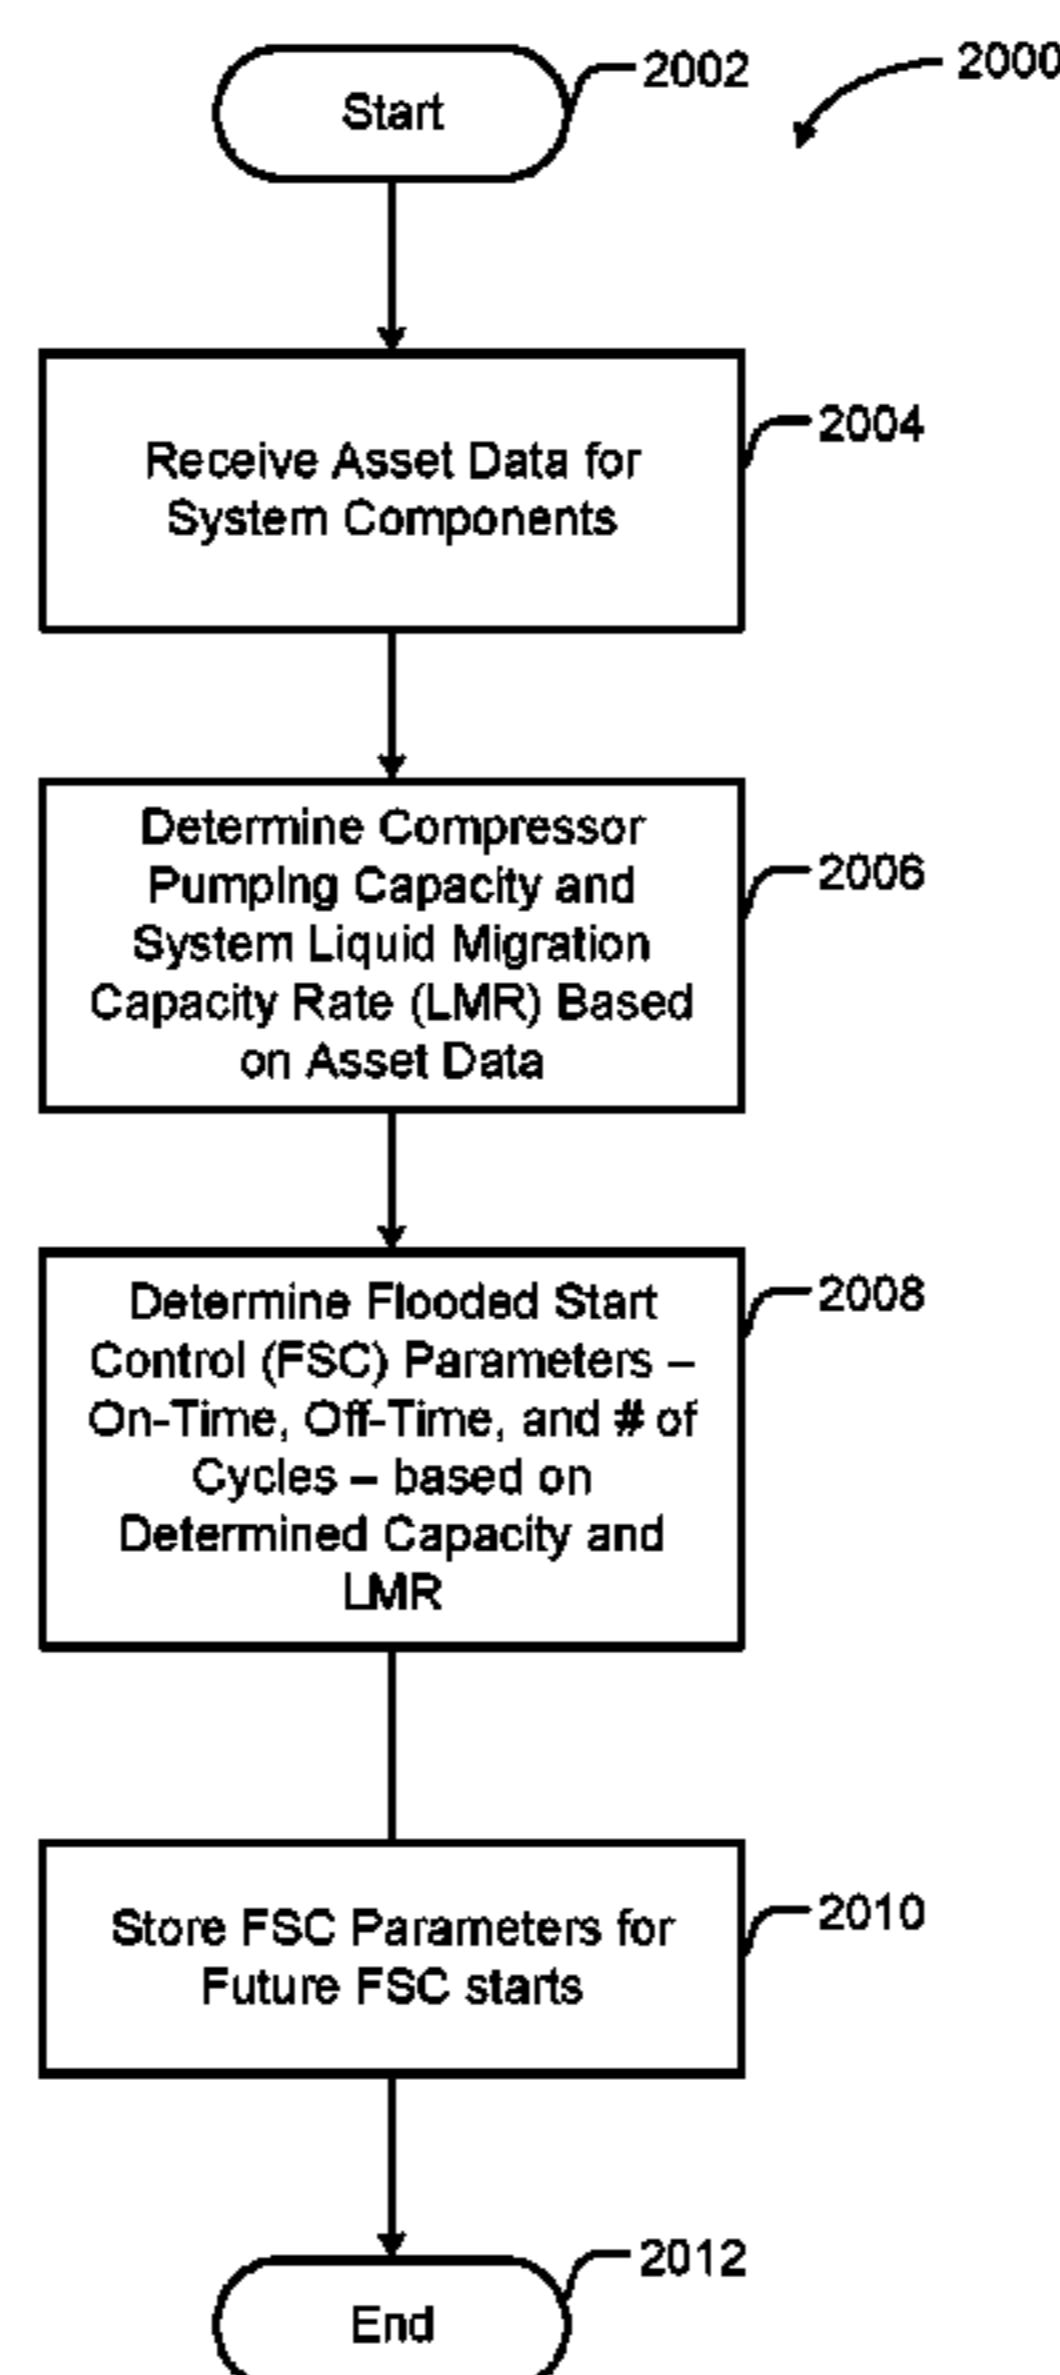 2000
Start
2002
Receive Asset Data for
System Components
2004
Determine Compressor
Pumping Capacity and
System Liquid Migration
Capacity Rate (LMR) Based
on Asset Data
2006
Determine Flooded Start
Control (FSC) Parameters –
On-Time, Off-Time, and # of
Cycles – based on
Determined Capacity and
LMR
2008
Store FSC Parameters for
Future FSC starts
2010
End
2012